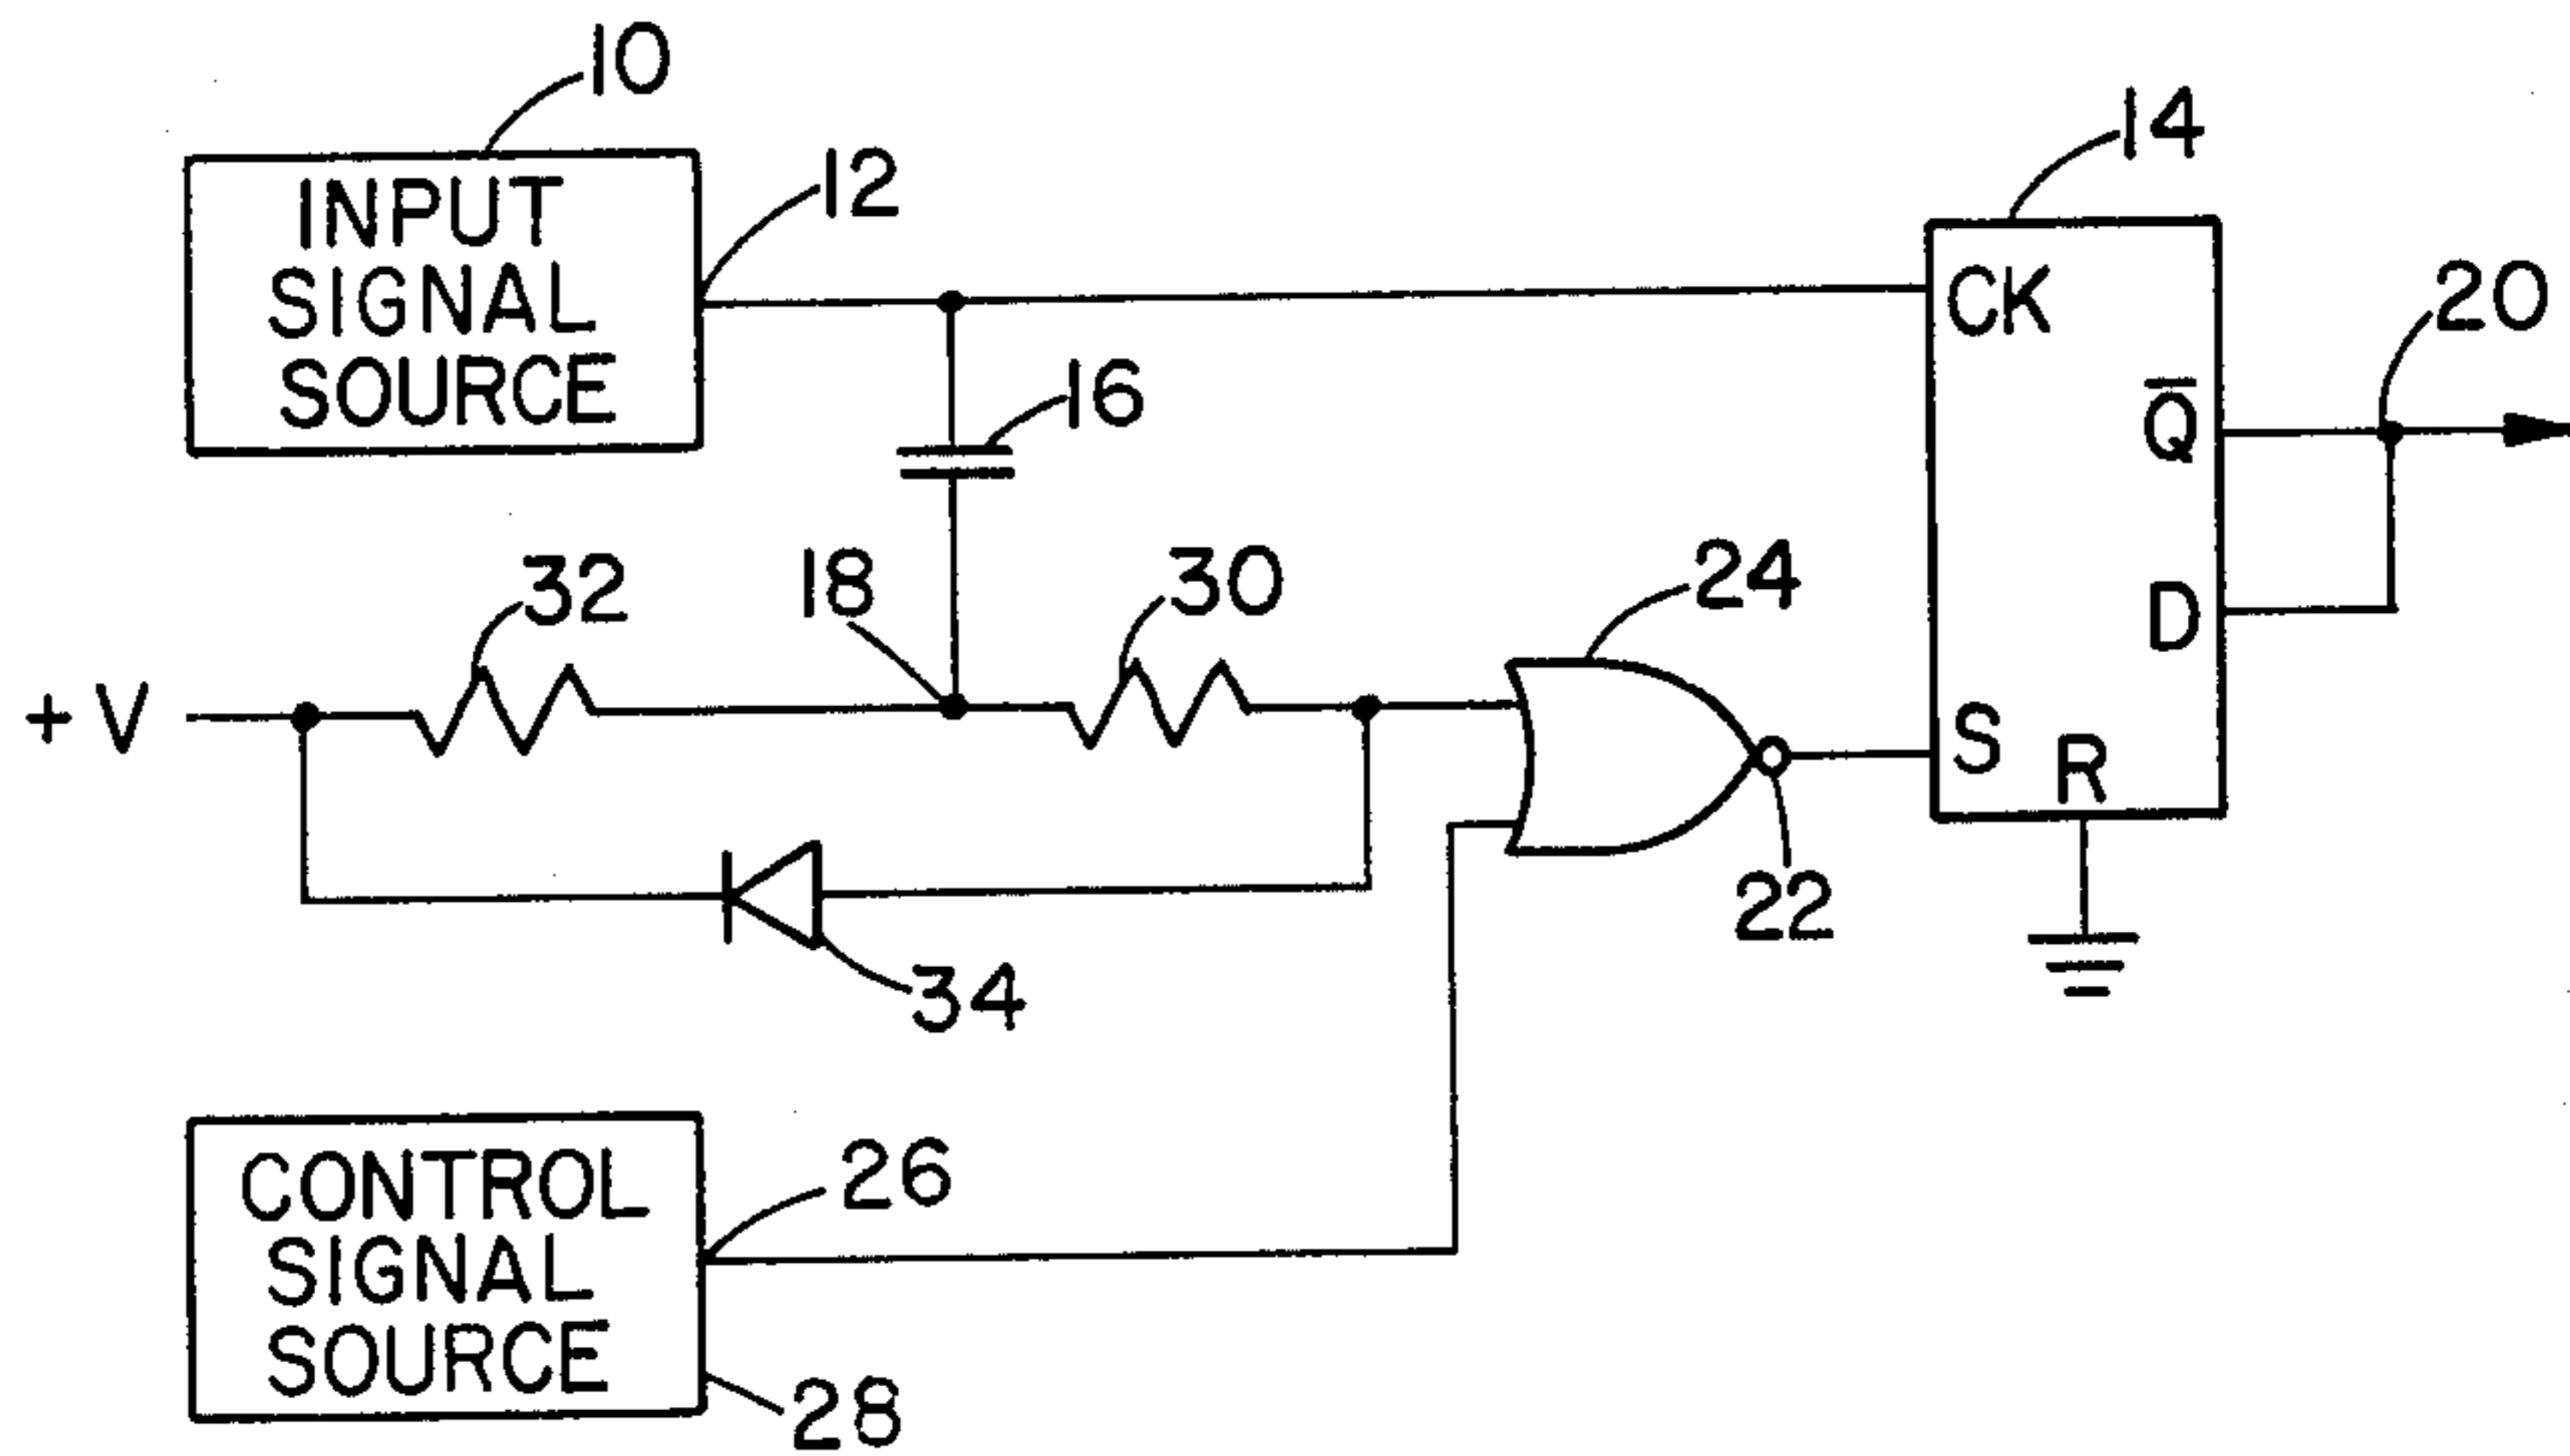 10
INPUT
SIGNAL
SOURCE
12
14
CK
Q̅
20
16
D
32
18
30
24
+ V
S
R
22
34
CONTROL
SIGNAL
SOURCE
26
28